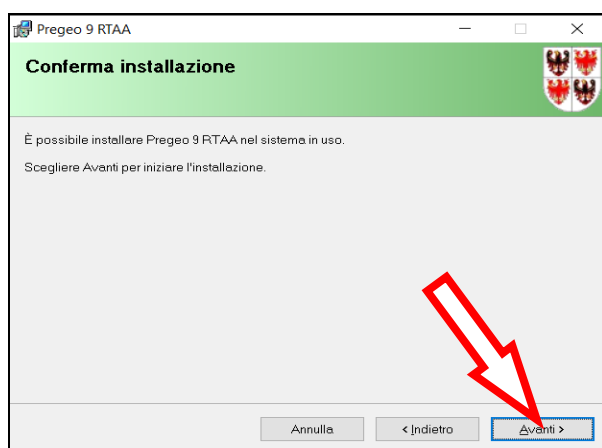 Pregeo 9 RTAA
Conferma installazione
È possibile installare Pregeo 9 RTAA nel sistema in uso.
Scegliere Avanti per iniziare l'installazione.
Annulla
< Indietro
Avanti >